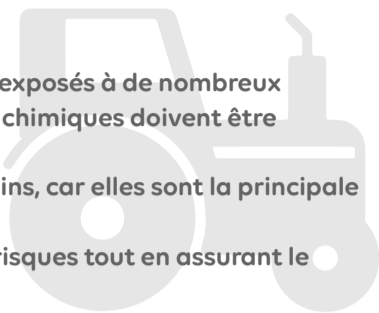 exposés à de nombreux
chimiques doivent être
ins, car elles sont la principale
risques tout en assurant le